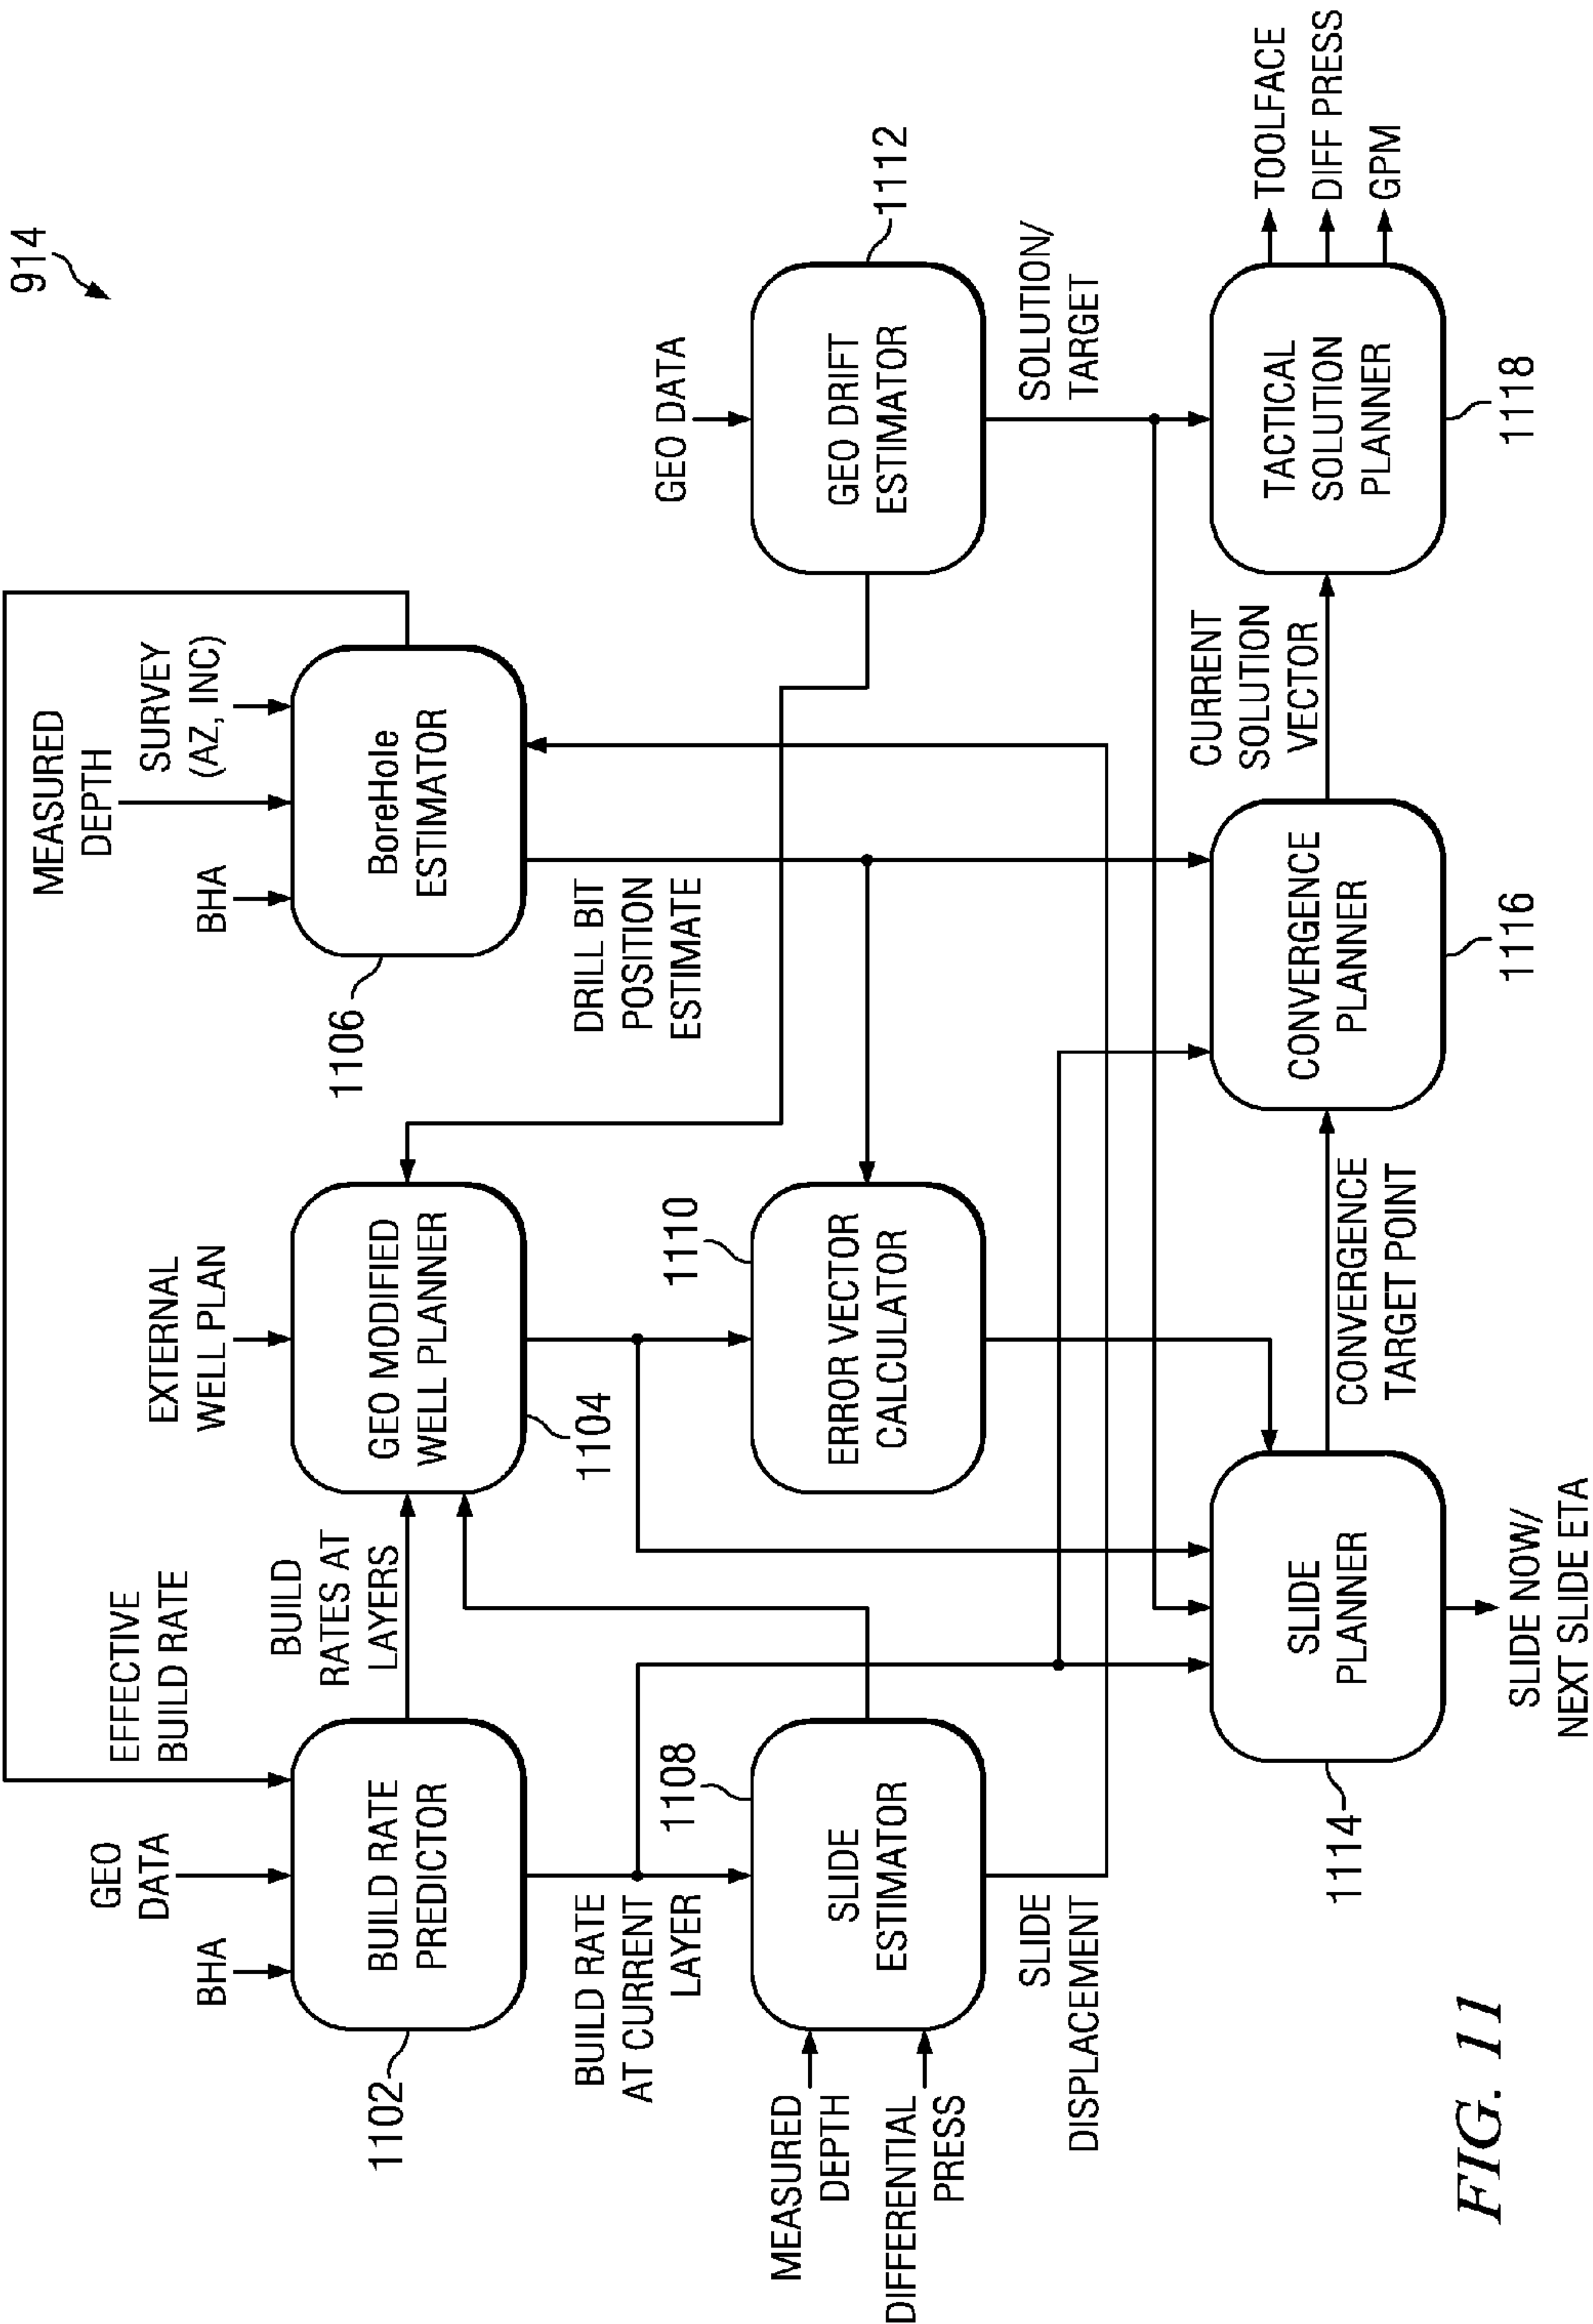 914
MEASURED
DEPTH
EFFECTIVE
BUILD RATE
GEO
DATA
BHA
EXTERNAL
WELL PLAN
BHA
SURVEY
(AZ, INC)
BUILD RATE
PREDICTOR
1102
BUILD
RATES AT
LAYERS
GEO MODIFIED
WELL PLANNER
1104
BoreHole
ESTIMATOR
1106
BUILD RATE
AT CURRENT
LAYER
DRILL BIT
POSITION
ESTIMATE
GEO DATA
MEASURED
DEPTH
DIFFERENTIAL
PRESS
SLIDE
ESTIMATOR
1108
ERROR VECTOR
CALCULATOR
1110
GEO DRIFT
ESTIMATOR
1112
SLIDE
DISPLACEMENT
SOLUTION/
TARGET
SLIDE
PLANNER
1114
CONVERGENCE
TARGET POINT
CONVERGENCE
PLANNER
1116
CURRENT
SOLUTION
VECTOR
TACTICAL
SOLUTION
PLANNER
1118
TOOLFACE
DIFF PRESS
GPM
SLIDE NOW/
NEXT SLIDE ETA
FIG. 11